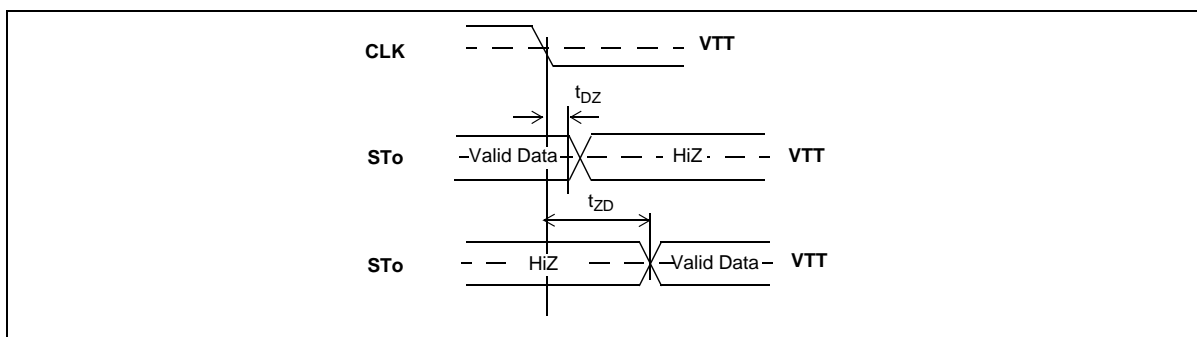 CLK VTT
tDZ
STo Valid Data HiZ VTT
tZD
STo HiZ Valid Data VTT